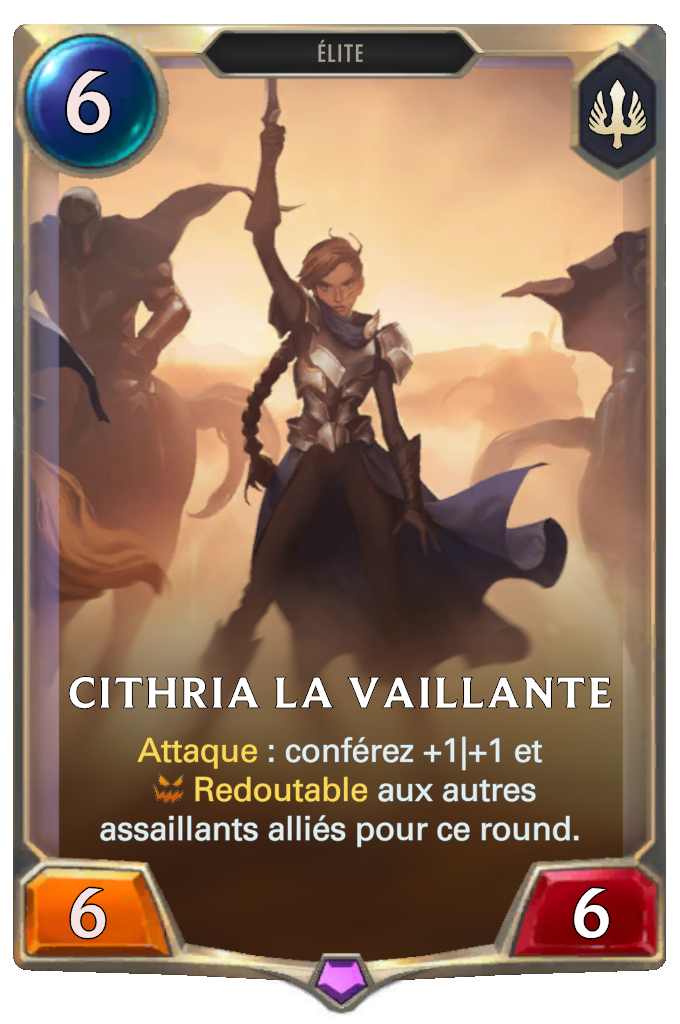 ÉLITE
6
CITHRIA LA VAILLANTE
Attaque : conférez +1|+1 et
Redoutable aux autres
assaillants alliés pour ce round.
6
6